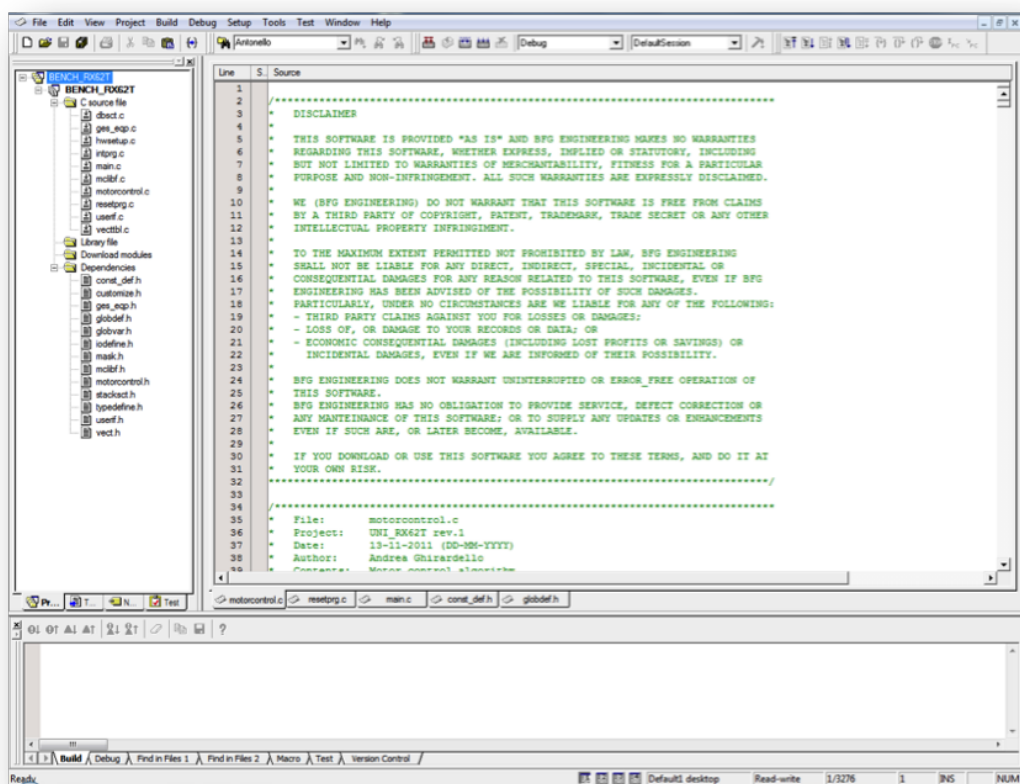 File Edit View Project Build Debug Setup Tools Test Window Help
Antonello Debug DefaultSession
BENCH_RX62T
BENCH_RX62T
C source file
dbsct.c
ges_eqp.c
hwsetup.c
intprg.c
main.c
mclibf.c
motorcontrol.c
resetprg.c
userif.c
vecttbl.c
Library file
Download modules
Dependencies
const_def.h
customize.h
ges_eqp.h
globdef.h
globvar.h
iodefine.h
mask.h
mclibf.h
motorcontrol.h
stacksct.h
typedefine.h
userif.h
vect.h
Pr... T... N... Test
Line S.. Source
1
2 /********************************************************************************
3 * DISCLAIMER
4 *
5 * THIS SOFTWARE IS PROVIDED "AS IS" AND BFG ENGINEERING MAKES NO WARRANTIES
6 * REGARDING THIS SOFTWARE, WHETHER EXPRESS, IMPLIED OR STATUTORY, INCLUDING
7 * BUT NOT LIMITED TO WARRANTIES OF MERCHANTABILITY, FITNESS FOR A PARTICULAR
8 * PURPOSE AND NON-INFRINGEMENT. ALL SUCH WARRANTIES ARE EXPRESSLY DISCLAIMED.
9 *
10 * WE (BFG ENGINEERING) DO NOT WARRANT THAT THIS SOFTWARE IS FREE FROM CLAIMS
11 * BY A THIRD PARTY OF COPYRIGHT, PATENT, TRADEMARK, TRADE SECRET OR ANY OTHER
12 * INTELLECTUAL PROPERTY INFRINGIMENT.
13 *
14 * TO THE MAXIMUM EXTENT PERMITTED NOT PROHIBITED BY LAW, BFG ENGINEERING
15 * SHALL NOT BE LIABLE FOR ANY DIRECT, INDIRECT, SPECIAL, INCIDENTAL OR
16 * CONSEQUENTIAL DAMAGES FOR ANY REASON RELATED TO THIS SOFTWARE, EVEN IF BFG
17 * ENGINEERING HAS BEEN ADVISED OF THE POSSIBILITY OF SUCH DAMAGES.
18 * PARTICULARLY, UNDER NO CIRCUMSTANCES ARE WE LIABLE FOR ANY OF THE FOLLOWING:
19 * - THIRD PARTY CLAIMS AGAINST YOU FOR LOSSES OR DAMAGES;
20 * - LOSS OF, OR DAMAGE TO YOUR RECORDS OR DATA; OR
21 * - ECONOMIC CONSEQUENTIAL DAMAGES (INCLUDING LOST PROFITS OR SAVINGS) OR
22 * INCIDENTAL DAMAGES, EVEN IF WE ARE INFORMED OF THEIR POSSIBILITY.
23 *
24 * BFG ENGINEERING DOES NOT WARRANT UNINTERRUPTED OR ERROR_FREE OPERATION OF
25 * THIS SOFTWARE.
26 * BFG ENGINEERING HAS NO OBLIGATION TO PROVIDE SERVICE, DEFECT CORRECTION OR
27 * ANY MANTEINANCE OF THIS SOFTWARE; OR TO SUPPLY ANY UPDATES OR ENHANCEMENTS
28 * EVEN IF SUCH ARE, OR LATER BECOME, AVAILABLE.
29 *
30 * IF YOU DOWNLOAD OR USE THIS SOFTWARE YOU AGREE TO THESE TERMS, AND DO IT AT
31 * YOUR OWN RISK.
32 ********************************************************************************/
33
34 /********************************************************************************
35 * File: motorcontrol.c
36 * Project: UNI_RX62T rev.1
37 * Date: 13-11-2011 (DD-MM-YYYY)
38 * Author: Andrea Ghirardello
39 * Contents: Motor control algorithm
motorcontrol.c resetprg.c main.c const_def.h globdef.h
Build Debug Find in Files 1 Find in Files 2 Macro Test Version Control
Ready Default1 desktop Read-write 1/3276 1 INS NUM